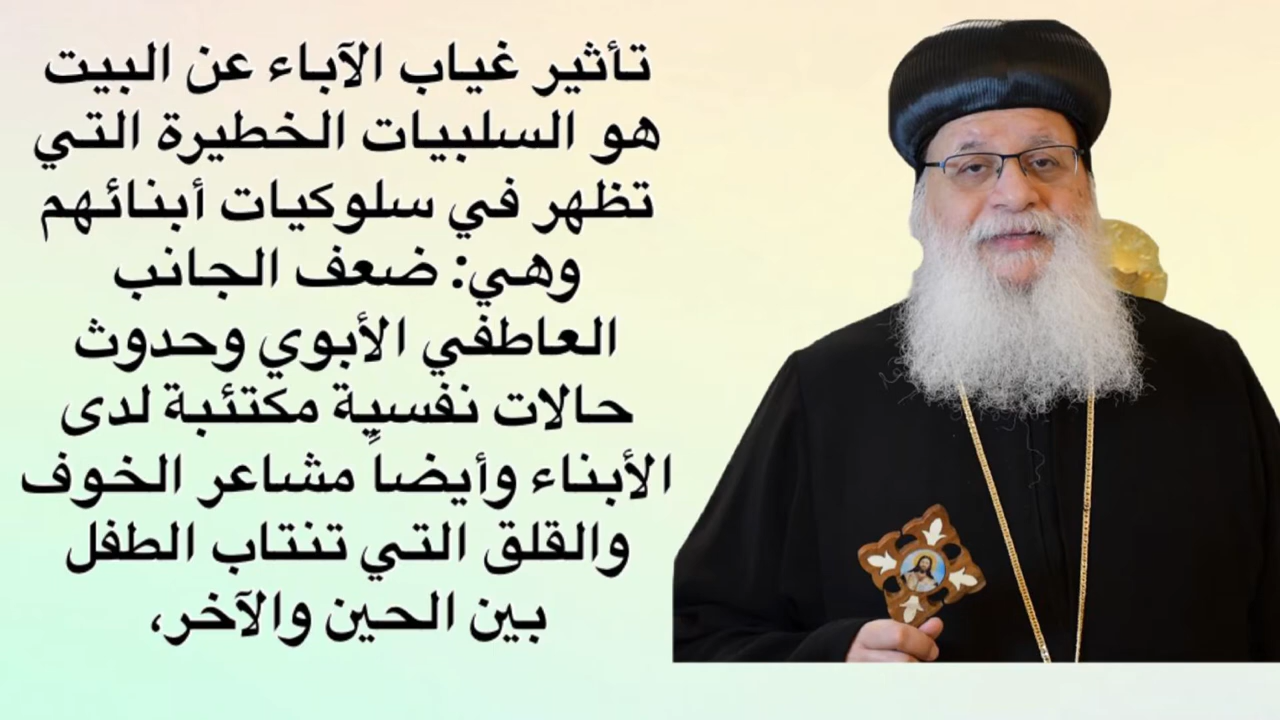 تأثير غياب الآباء عن البيت
هو السلبيات الخطيرة التي
تظهر في سلوكيات أبنائهم
وهي: ضعف الجانب
العاطفي الأبوي وحدوث
حالات نفسية مكتئبة لدى
الأبناء وأيضاً مشاعر الخوف
والقلق التي تنتاب الطفل
بين الحين والآخر،